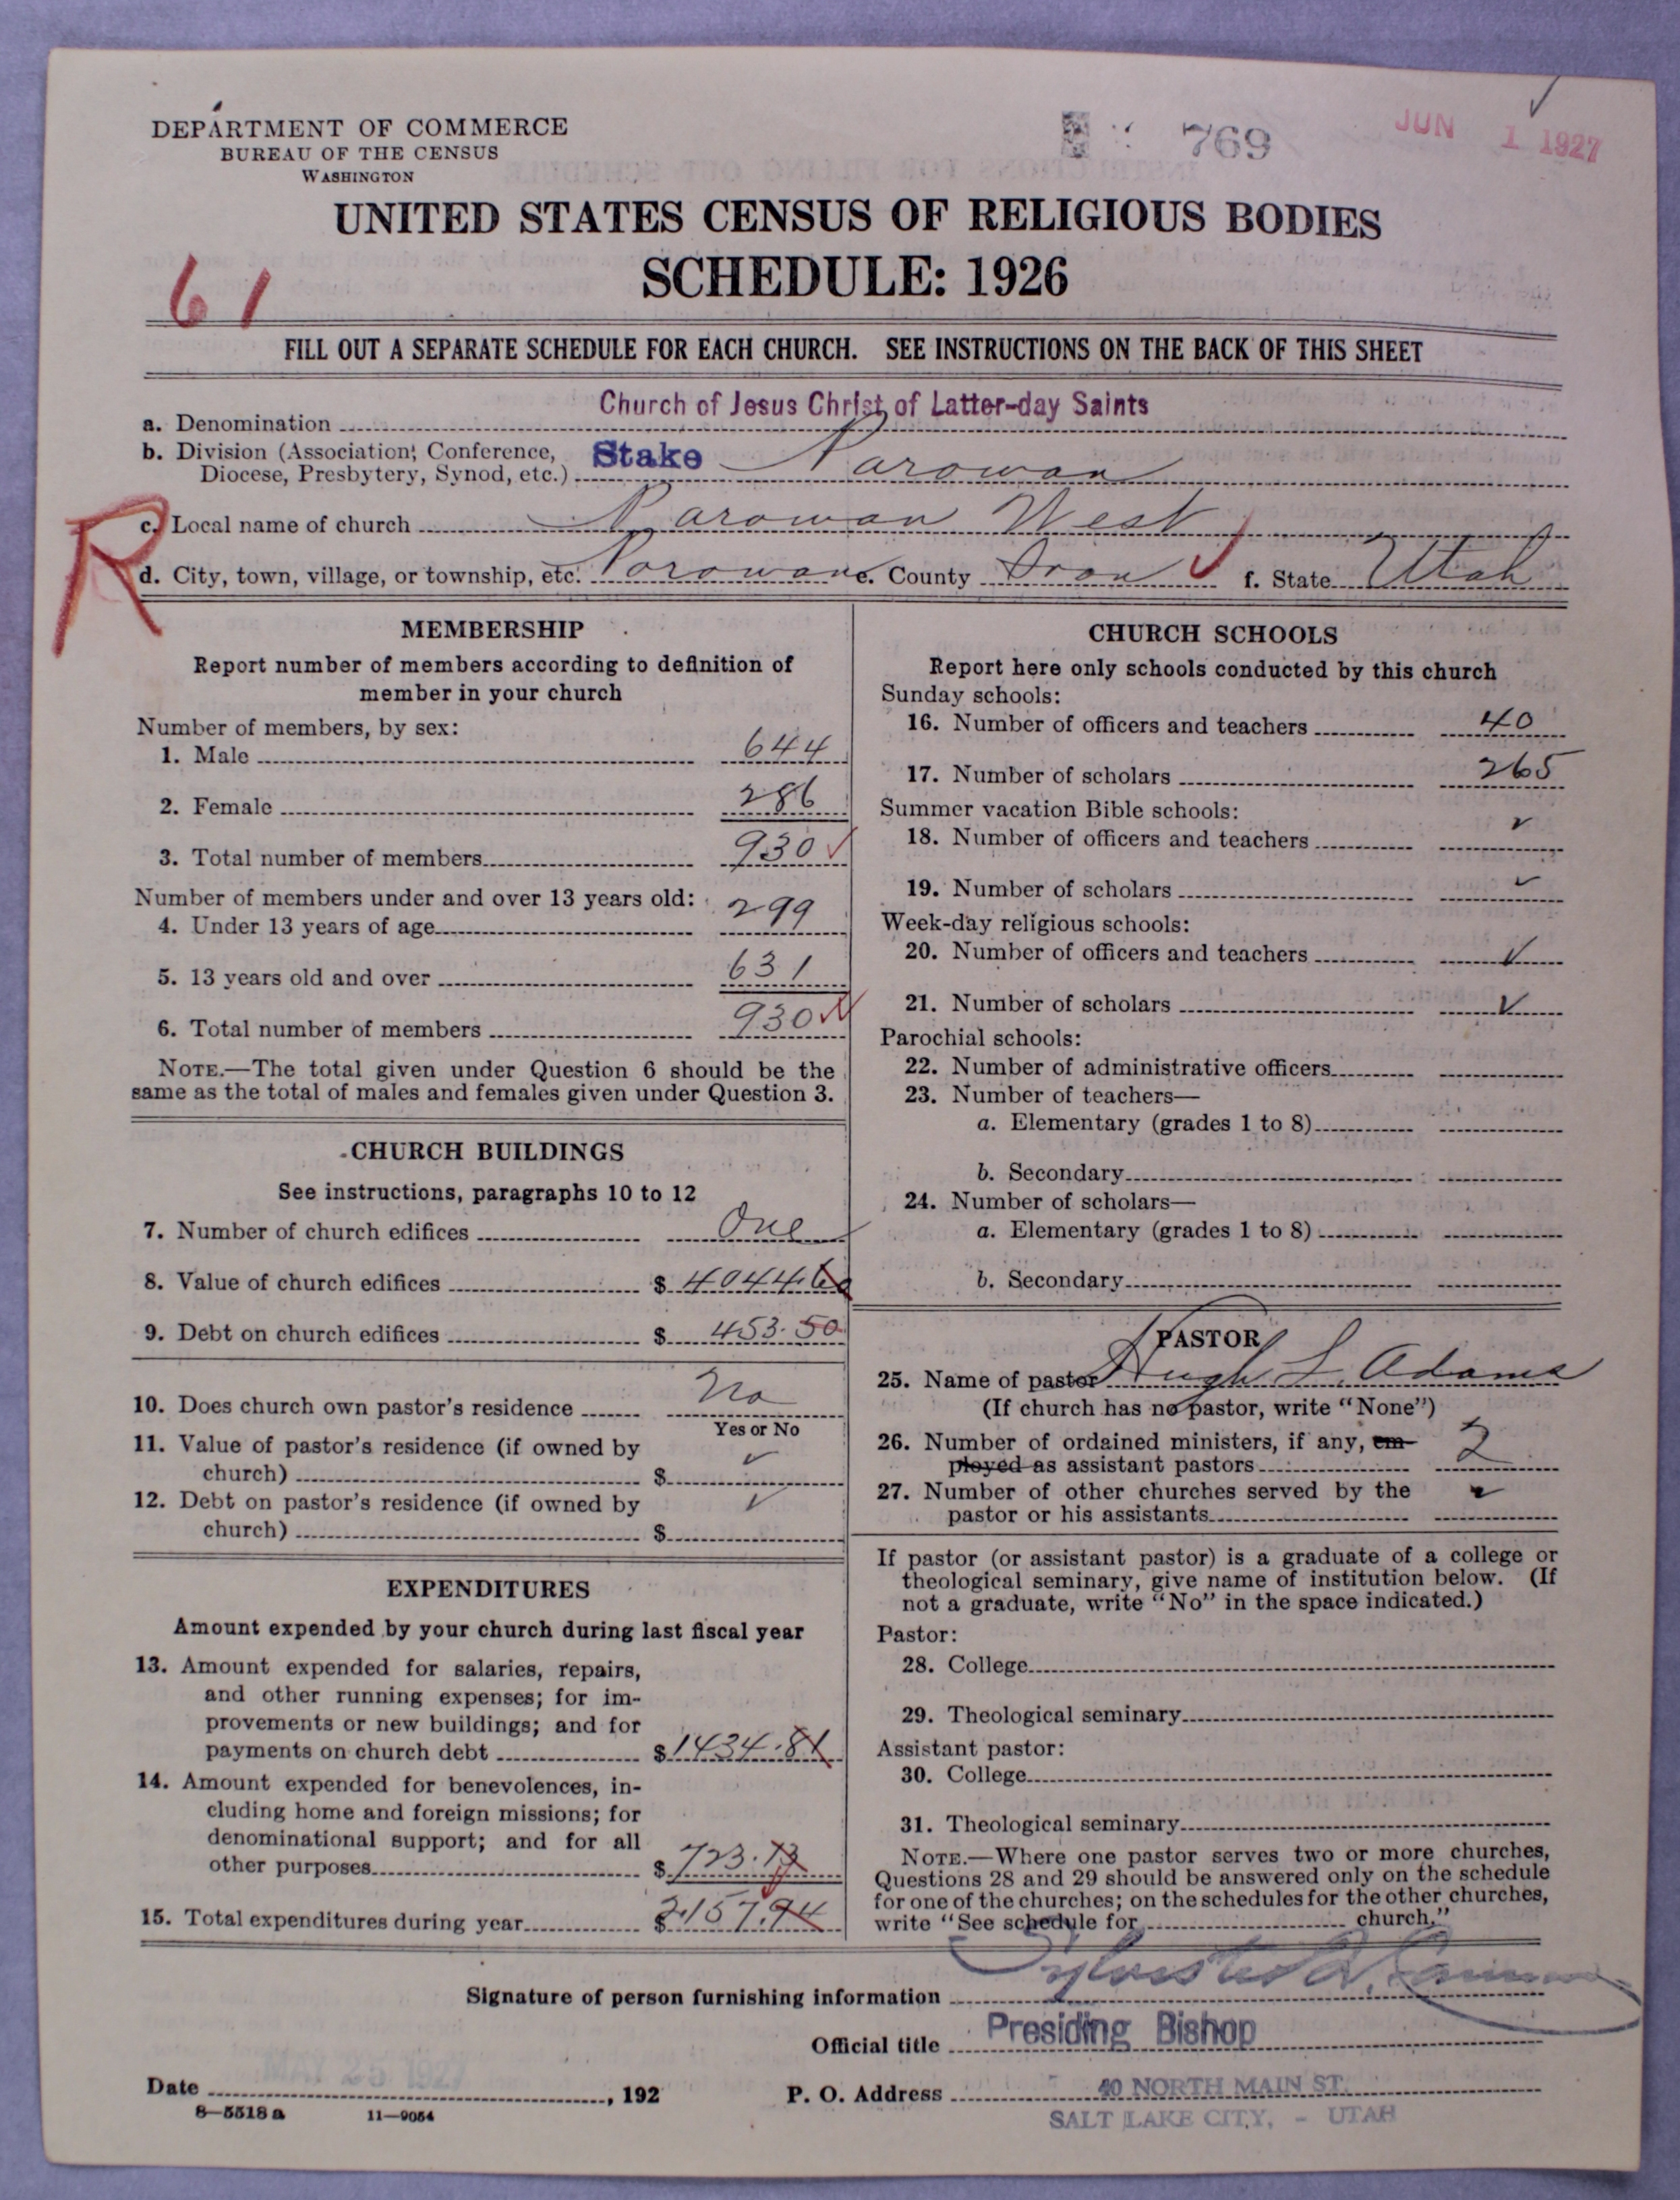 DEPARTMENT OF COMMERCE
BUREAU OF THE CENSUS
WASHINGTON
769
JUN 1 1927
UNITED STATES CENSUS OF RELIGIOUS BODIES
SCHEDULE: 1926
61
FILL OUT A SEPARATE SCHEDULE FOR EACH CHURCH. SEE INSTRUCTIONS ON THE BACK OF THIS SHEET
a. Denomination Church of Jesus Christ of Latter-day Saints
b. Division (Association, Conference,
Diocese, Presbytery, Synod, etc.) Stake Parowan
R
c. Local name of church Parowan West
d. City, town, village, or township, etc. Parowan e. County Iron f. State Utah
MEMBERSHIP
Report number of members according to definition of
member in your church
Number of members, by sex:
1. Male 644
2. Female 286
3. Total number of members 930
Number of members under and over 13 years old:
4. Under 13 years of age 299
5. 13 years old and over 631
6. Total number of members 930
NOTE.—The total given under Question 6 should be the
same as the total of males and females given under Question 3.
CHURCH BUILDINGS
See instructions, paragraphs 10 to 12
7. Number of church edifices One
8. Value of church edifices $ 4044.60
9. Debt on church edifices $ 453.50
10. Does church own pastor's residence No
Yes or No
11. Value of pastor's residence (if owned by
church) $
12. Debt on pastor's residence (if owned by
church) $
EXPENDITURES
Amount expended by your church during last fiscal year
13. Amount expended for salaries, repairs,
and other running expenses; for im-
provements or new buildings; and for
payments on church debt $ 1434.81
14. Amount expended for benevolences, in-
cluding home and foreign missions; for
denominational support; and for all
other purposes $ 723.13
15. Total expenditures during year $ 2157.94
CHURCH SCHOOLS
Report here only schools conducted by this church
Sunday schools:
16. Number of officers and teachers 40
17. Number of scholars 265
Summer vacation Bible schools:
18. Number of officers and teachers
19. Number of scholars
Week-day religious schools:
20. Number of officers and teachers
21. Number of scholars
Parochial schools:
22. Number of administrative officers
23. Number of teachers—
a. Elementary (grades 1 to 8)
b. Secondary
24. Number of scholars—
a. Elementary (grades 1 to 8)
b. Secondary
PASTOR
25. Name of pastor Hugh L. Adams
(If church has no pastor, write "None")
26. Number of ordained ministers, if any, em-
ployed as assistant pastors 2
27. Number of other churches served by the
pastor or his assistants
If pastor (or assistant pastor) is a graduate of a college or
theological seminary, give name of institution below. (If
not a graduate, write "No" in the space indicated.)
Pastor:
28. College
29. Theological seminary
Assistant pastor:
30. College
31. Theological seminary
NOTE.—Where one pastor serves two or more churches,
Questions 28 and 29 should be answered only on the schedule
for one of the churches; on the schedules for the other churches,
write "See schedule for church."
Signature of person furnishing information Sylvester Q. Cannon
Official title Presiding Bishop
MAY 25 1927
Date , 192
P. O. Address 40 NORTH MAIN ST.
SALT LAKE CITY, - UTAH
8—5518 a 11—9054